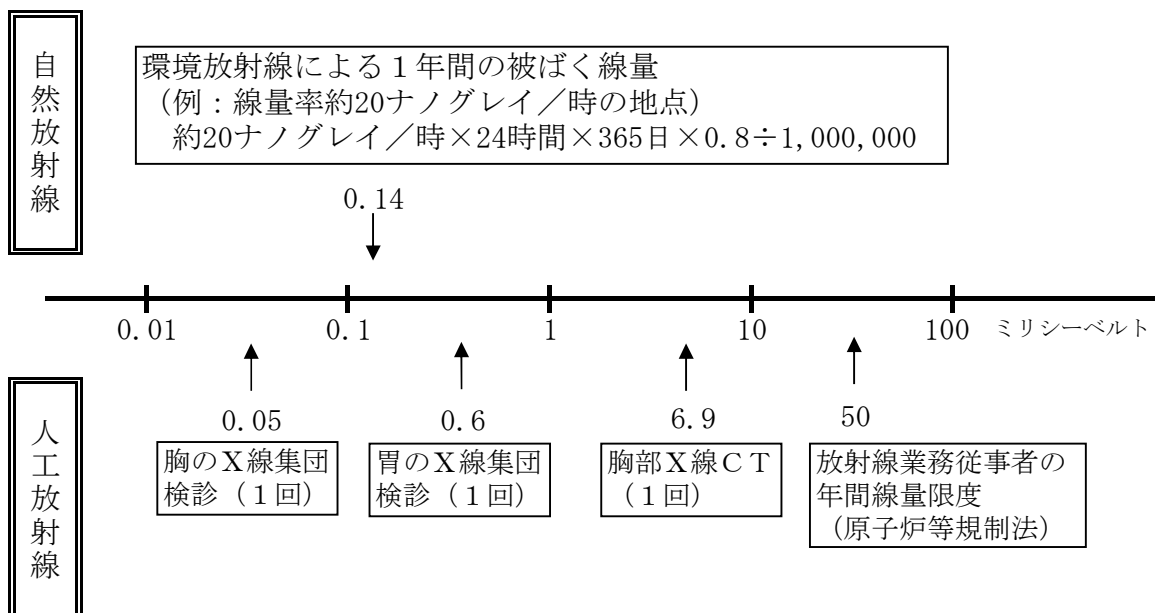 自然放射線
環境放射線による１年間の被ばく線量
（例：線量率約20ナノグレイ／時の地点）
約20ナノグレイ／時×24時間×365日×0.8÷1,000,000
0.14
0.01
0.1
1
10
100
ミリシーベルト
人工放射線
0.05
胸のＸ線集団
検診（１回）
0.6
胃のＸ線集団
検診（１回）
6.9
胸部Ｘ線ＣＴ
（１回）
50
放射線業務従事者の
年間線量限度
（原子炉等規制法）